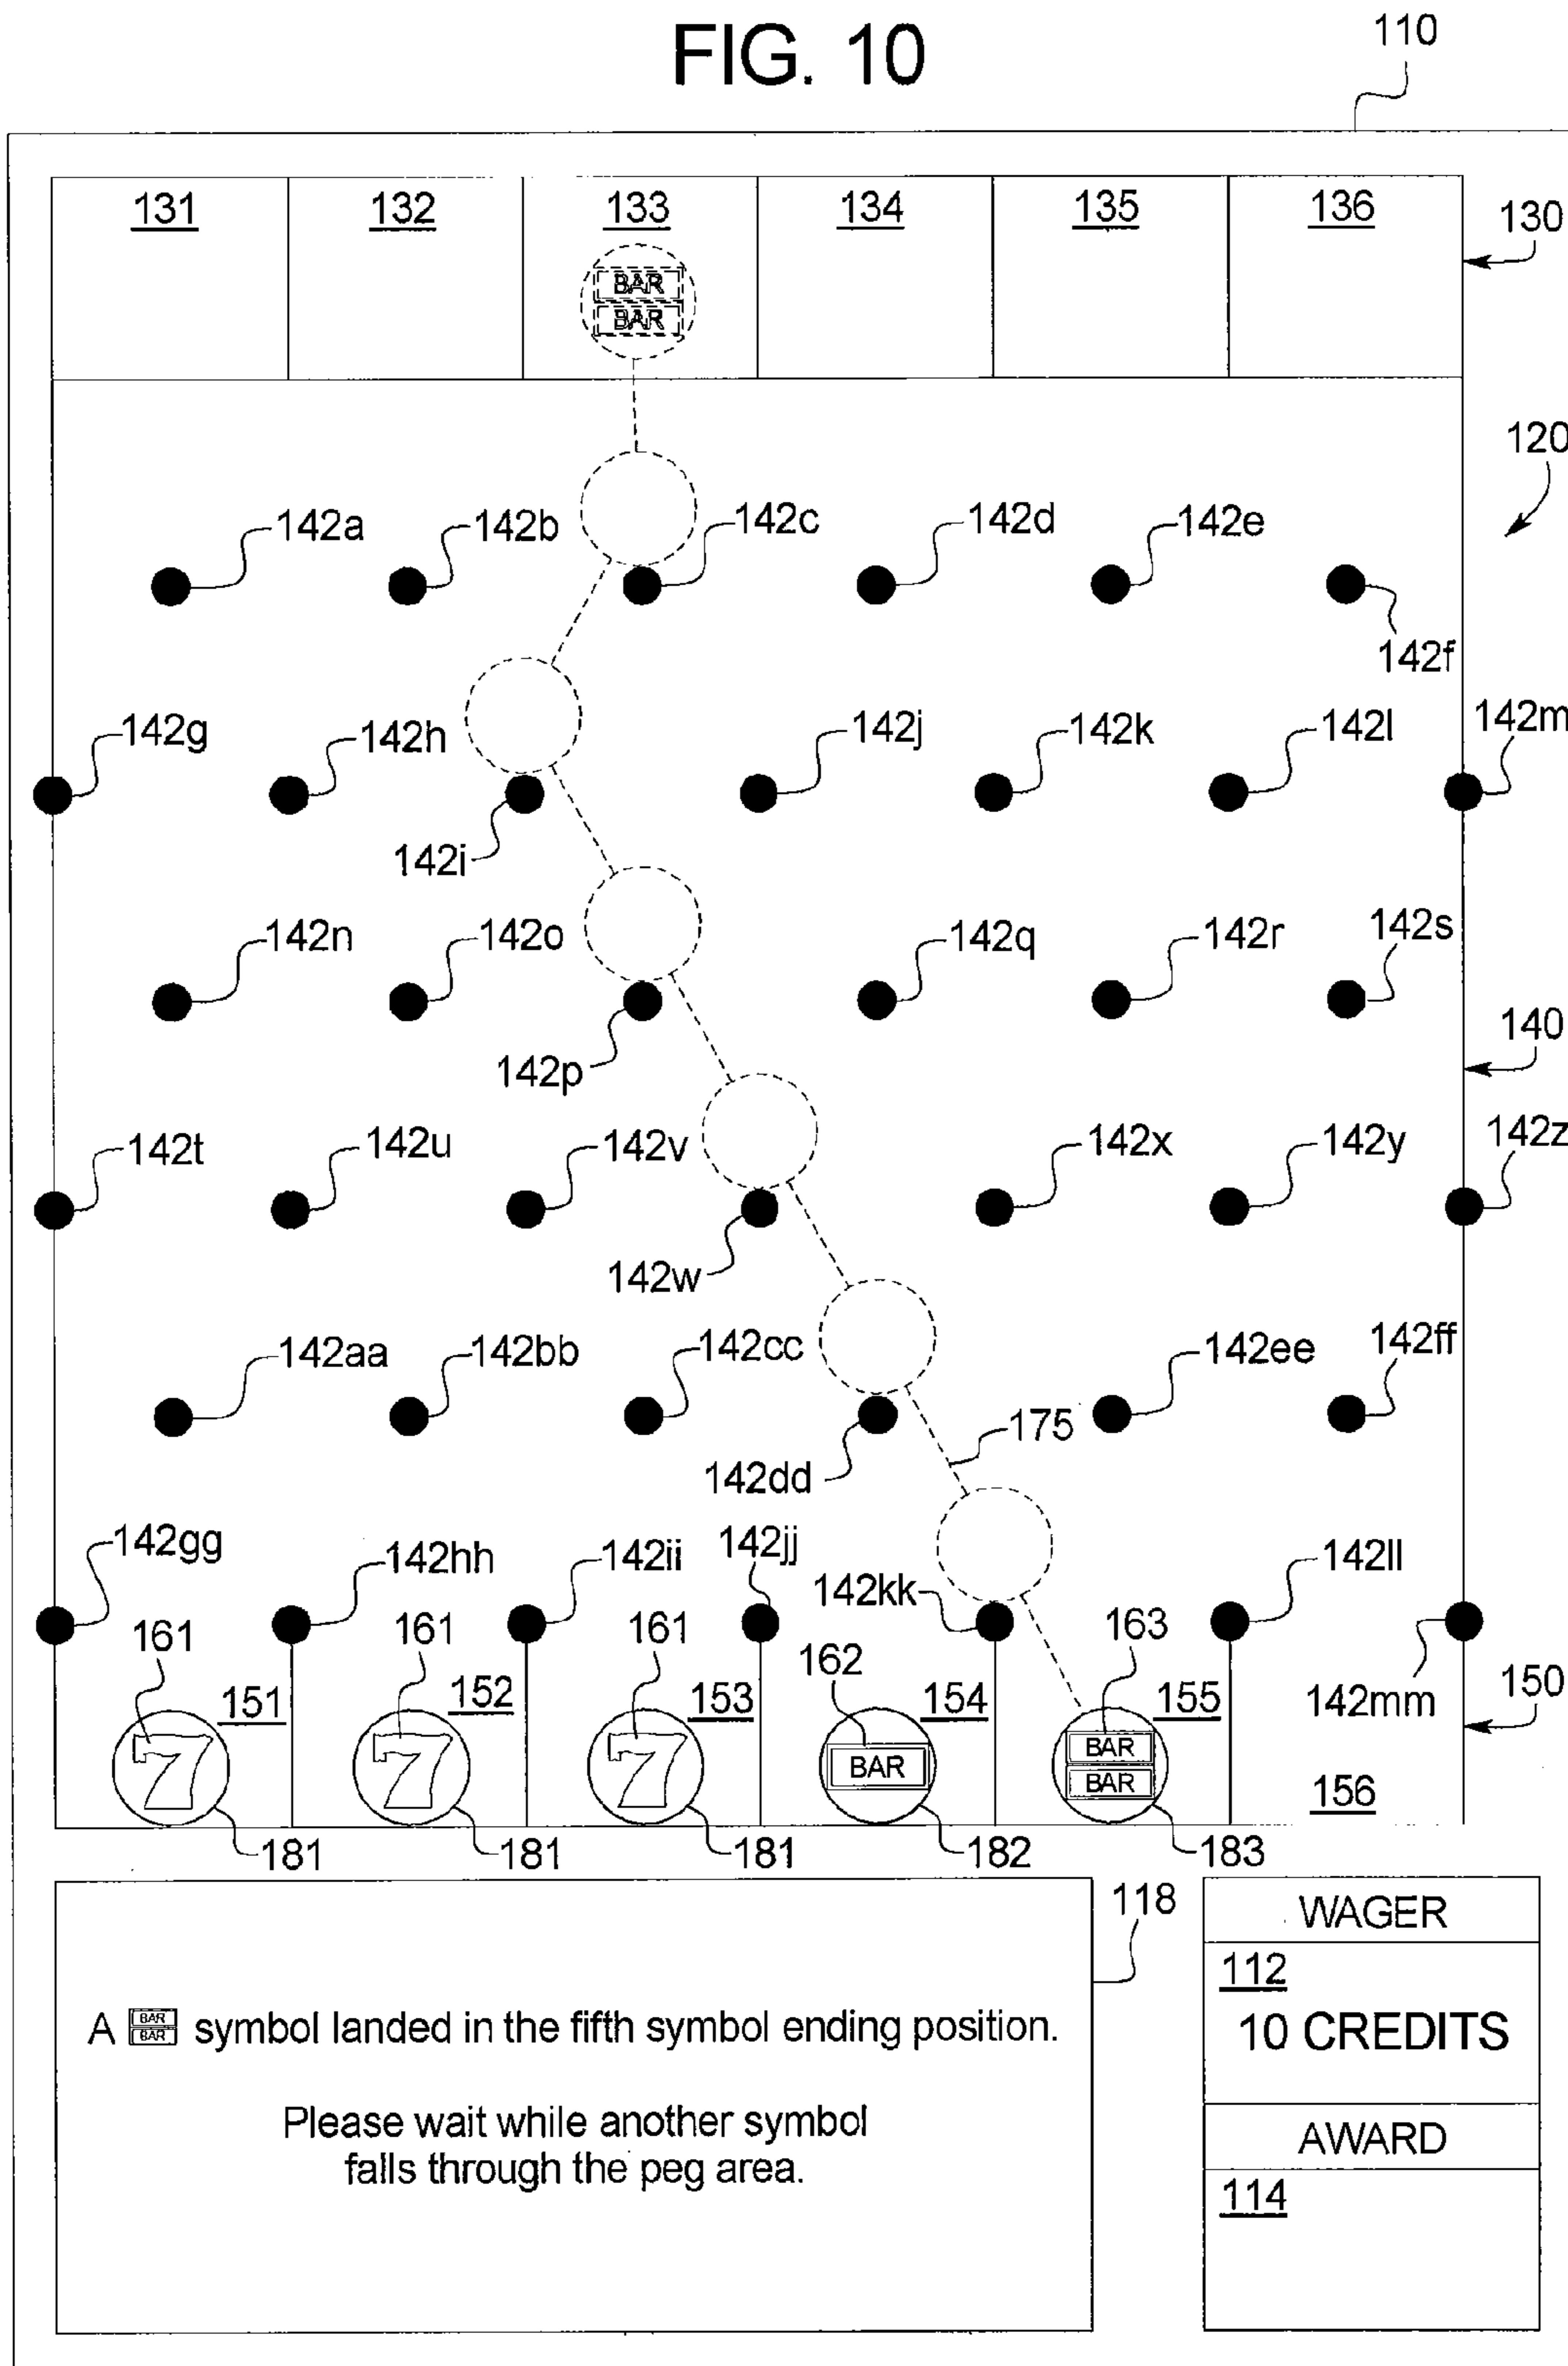 FIG. 10
110
131 132 133 134 135 136
130
BAR
BAR
120
142a 142b 142c 142d 142e
142f
142g 142h 142j 142k 142l 142m
142i
142n 142o 142q 142r 142s
140
142p
142t 142u 142v 142x 142y 142z
142w
142aa 142bb 142cc 142ee 142ff
175
142dd
142gg 142hh 142ii 142jj 142kk 142ll
161 161 161 162 163
151 152 153 154 155 142mm 150
7 7 7 BAR BAR
BAR
156
181 181 181 182 183
118
WAGER
112
10 CREDITS
AWARD
114
A BAR BAR symbol landed in the fifth symbol ending position.
Please wait while another symbol
falls through the peg area.